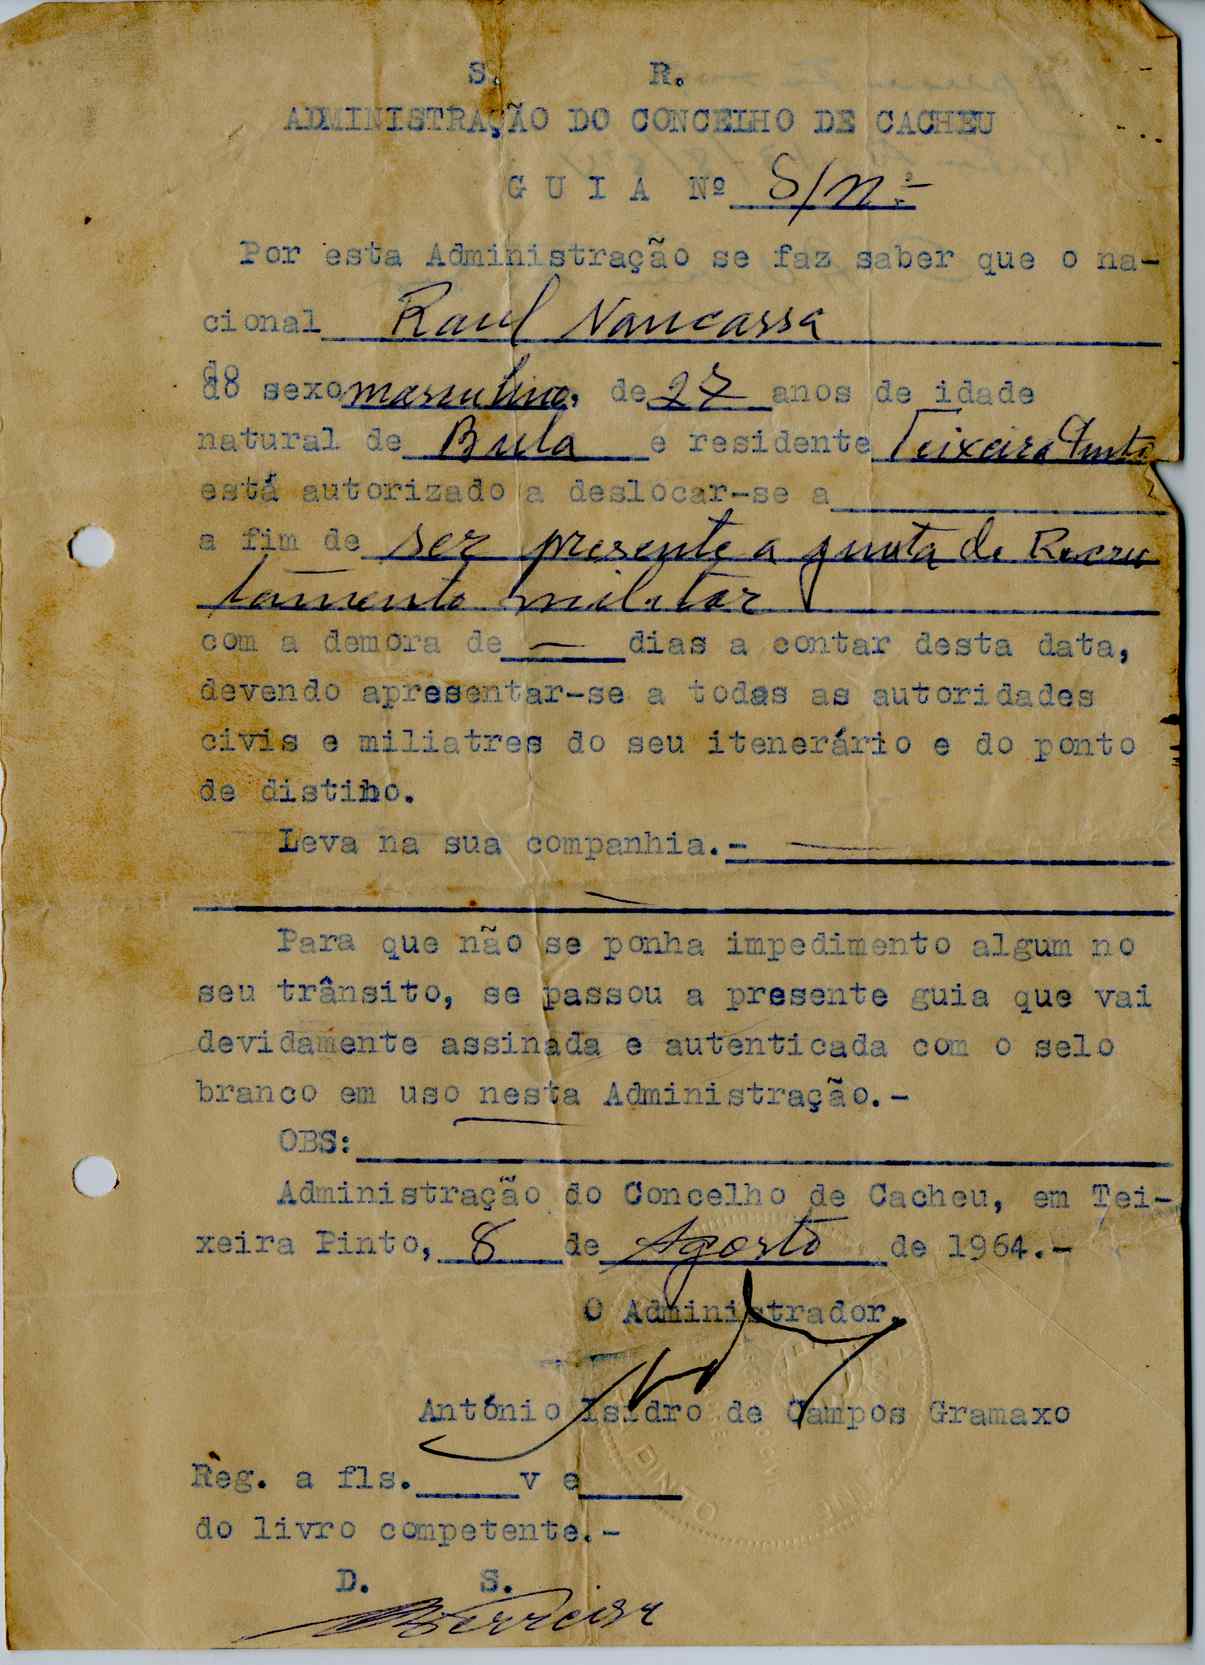 S. R.
ADMINISTRAÇÃO DO CONCELHO DE CACHEU
G U I A Nº S/nº
Por esta Administração se faz saber que o na-
cional Raul Nancassa
do sexo masculino, de 27 anos de idade
natural de Bula e residente Teixeira Pinto
está autorizado a deslocar-se a
a fim de ser presente a junta de Recru
tamento militar
com a demora de — dias a contar desta data,
devendo apresentar-se a todas as autoridades
civis e miliatres do seu itenerário e do ponto
de distino.
Leva na sua companhia.-
Para que não se ponha impedimento algum no
seu trânsito, se passou a presente guia que vai
devidamente assinada e autenticada com o selo
branco em uso nesta Administração.-
OBS:
Administração do Concelho de Cacheu, em Tei-
xeira Pinto, 8 de Agosto de 1964.-
O Administrador,
António Isidro de Campos Gramaxo
Reg. a fls. v e
do livro competente.-
D. S.
Ferreira
PINTO